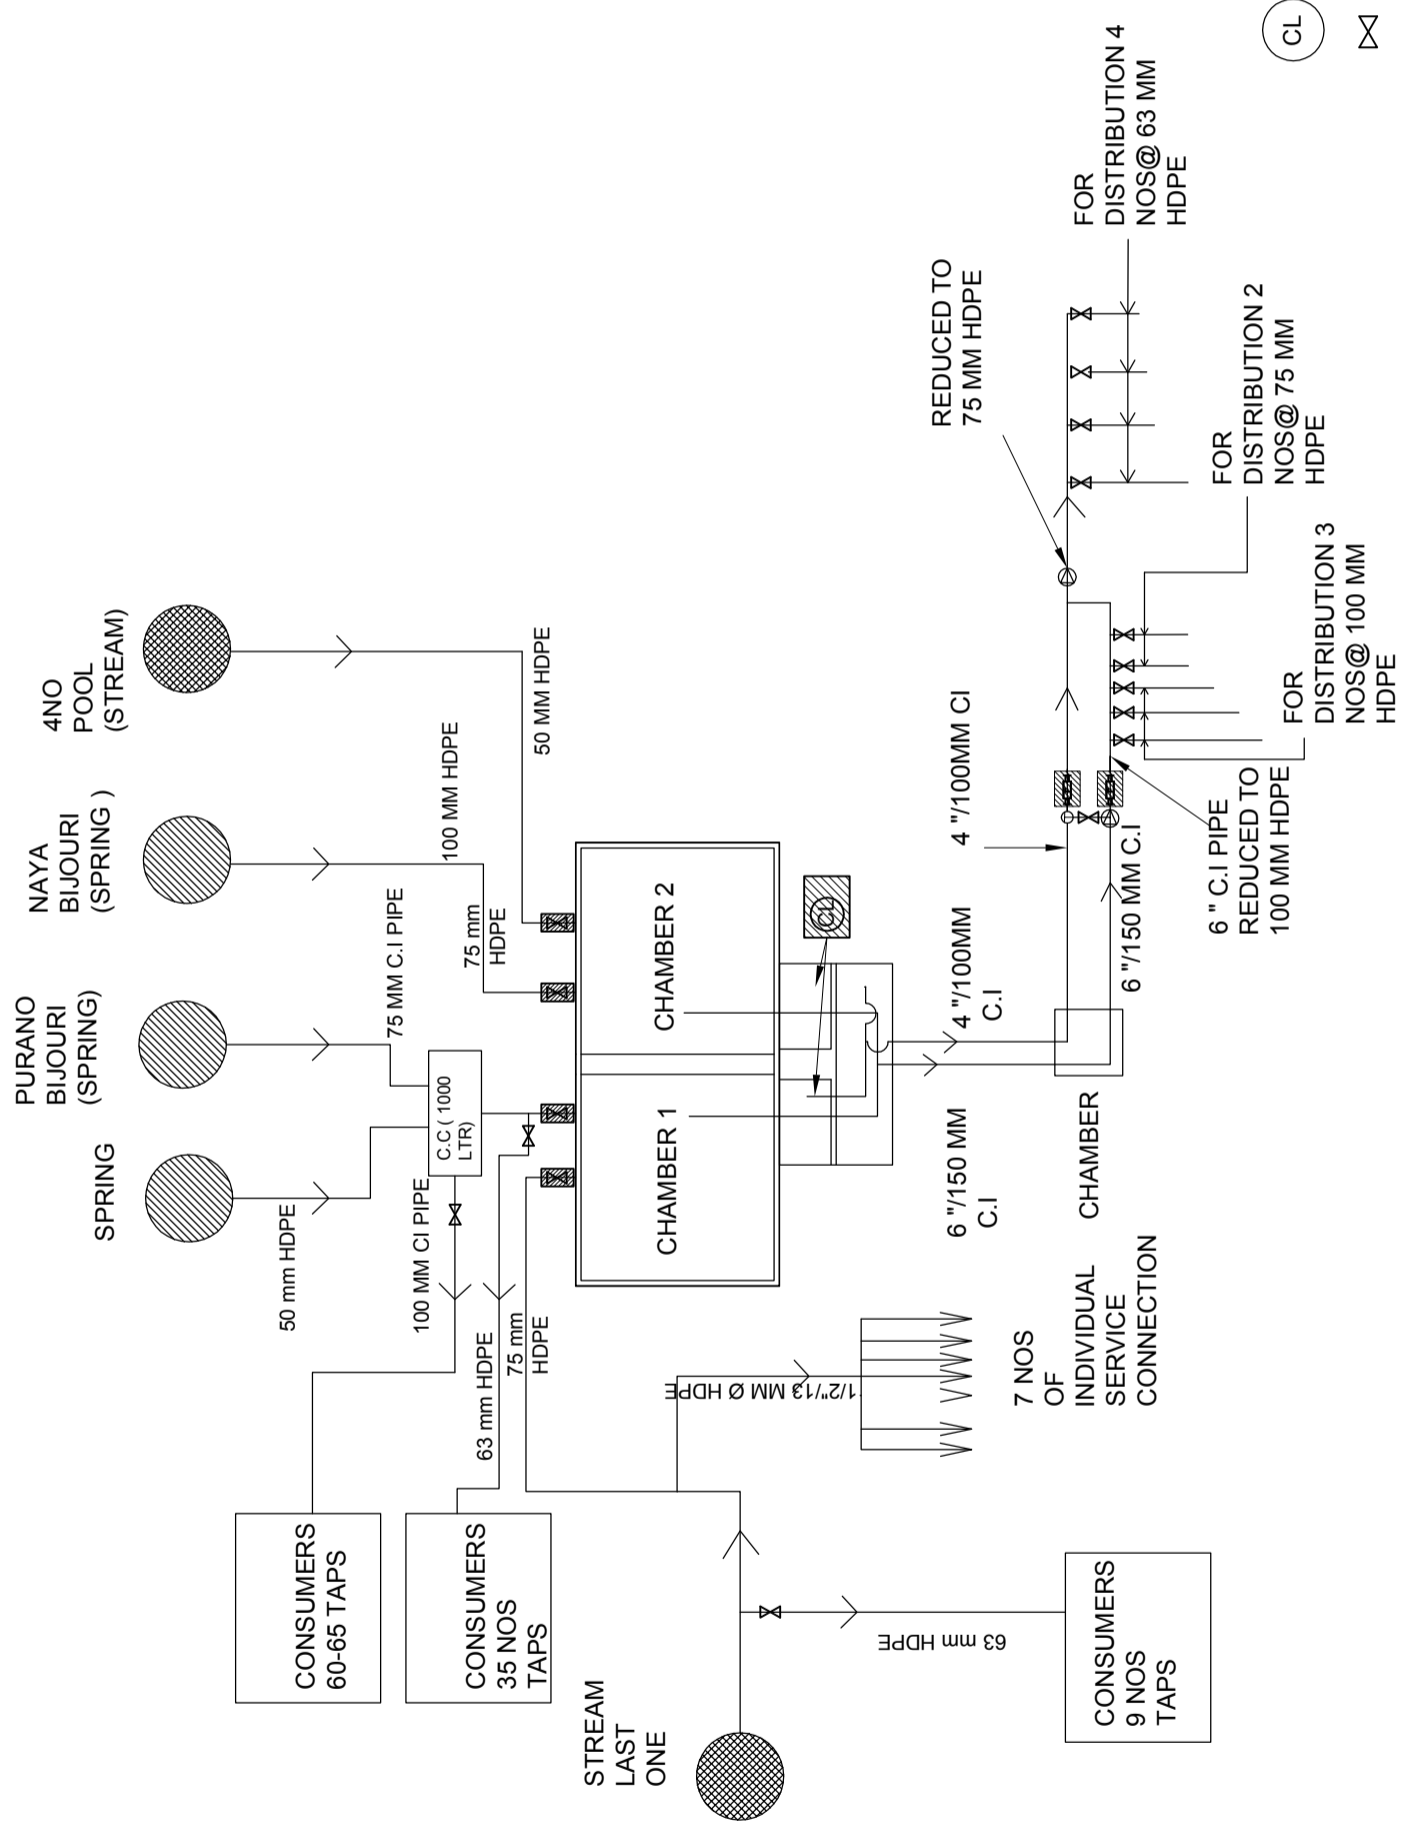 SPRING
PURANO
BIJOURI
(SPRING)
NAYA
BIJOURI
(SPRING )
4NO
POOL
(STREAM)
50 mm HDPE
75 MM C.I PIPE
100 MM HDPE
50 MM HDPE
C.C ( 1000
LTR)
100 MM CI PIPE
75 mm
HDPE
63 mm HDPE
75 mm
HDPE
CONSUMERS
60-65 TAPS
CONSUMERS
35 NOS
TAPS
STREAM
LAST
ONE
CHAMBER 1
CHAMBER 2
CL
1/2"/13 MM Ø HDPE
7 NOS
OF
INDIVIDUAL
SERVICE
CONNECTION
63 mm HDPE
CONSUMERS
9 NOS
TAPS
6 "/150 MM
C.I
4 "/100MM
C.I
CHAMBER
4 "/100MM CI
6 "/150 MM C.I
6 " C.I PIPE
REDUCED TO
100 MM HDPE
REDUCED TO
75 MM HDPE
FOR
DISTRIBUTION 3
NOS@ 100 MM
HDPE
FOR
DISTRIBUTION 2
NOS@ 75 MM
HDPE
FOR
DISTRIBUTION 4
NOS@ 63 MM
HDPE
CL